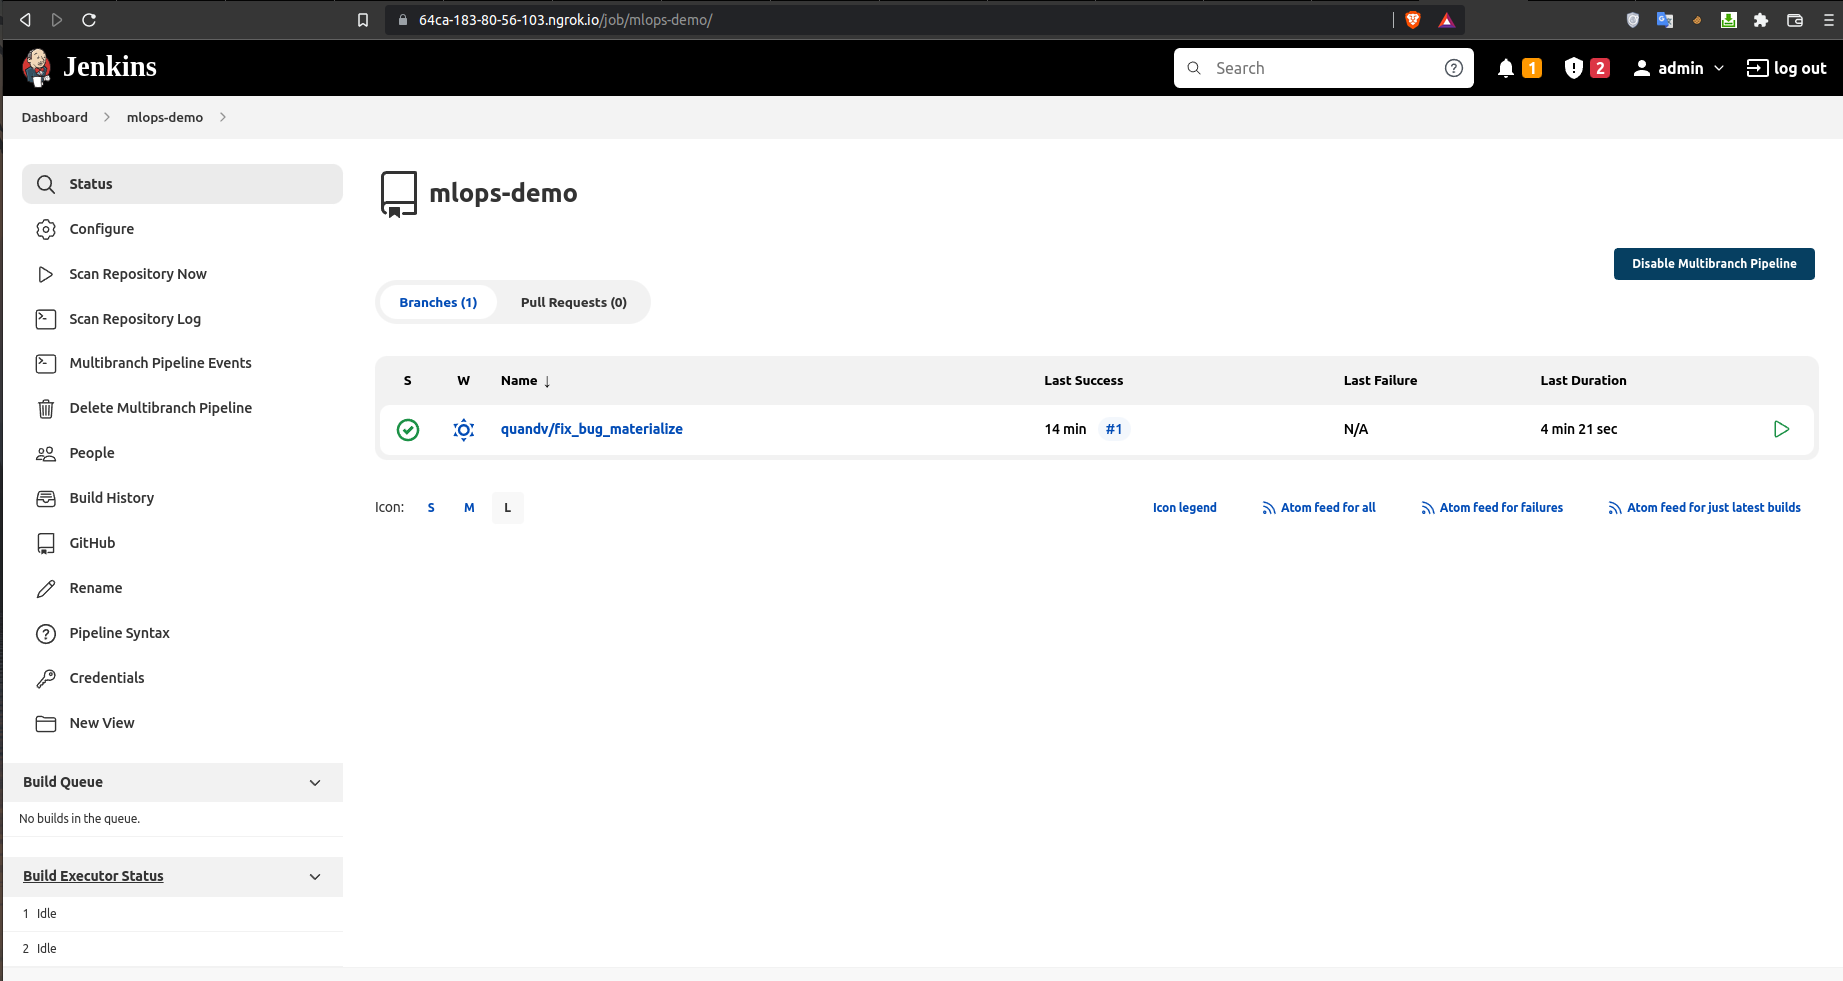 64ca-183-80-56-103.ngrok.io/job/mlops-demo/
Jenkins
Search
1
2
admin
log out
Dashboard
mlops-demo
Status
Configure
Scan Repository Now
Scan Repository Log
Multibranch Pipeline Events
Delete Multibranch Pipeline
People
Build History
GitHub
Rename
Pipeline Syntax
Credentials
New View
Build Queue
No builds in the queue.
Build Executor Status
1 Idle
2 Idle
mlops-demo
Disable Multibranch Pipeline
Branches (1) Pull Requests (0)
S W Name ↓ Last Success Last Failure Last Duration
quandv/fix_bug_materialize 14 min #1 N/A 4 min 21 sec
Icon: S M L Icon legend Atom feed for all Atom feed for failures Atom feed for just latest builds